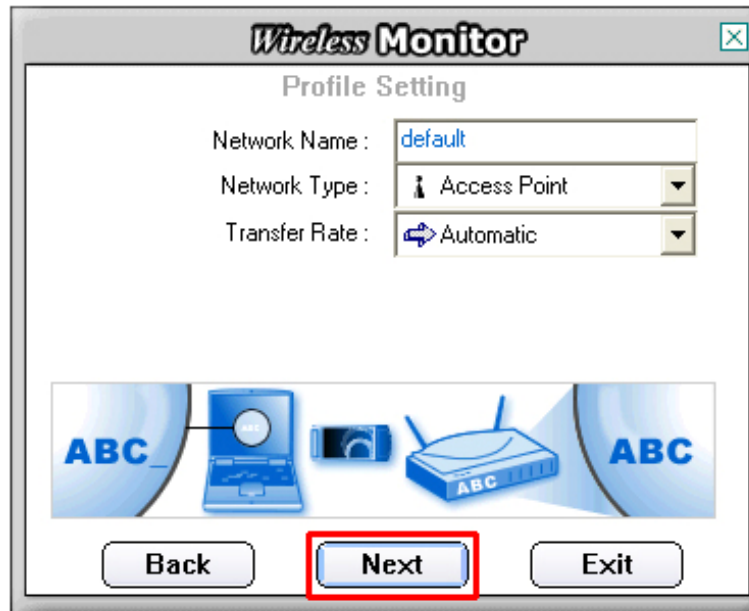 Wireless Monitor
Profile Setting
Network Name : default
Network Type : Access Point
Transfer Rate : Automatic
ABC_ ABC ABC ABC
Back Next Exit